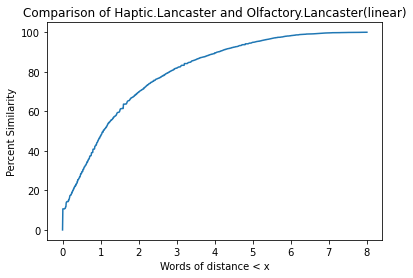 Comparison of Haptic.Lancaster and Olfactory.Lancaster(linear)
100
80
60
40
20
0
Percent Similarity
0 1 2 3 4 5 6 7 8
Words of distance < x